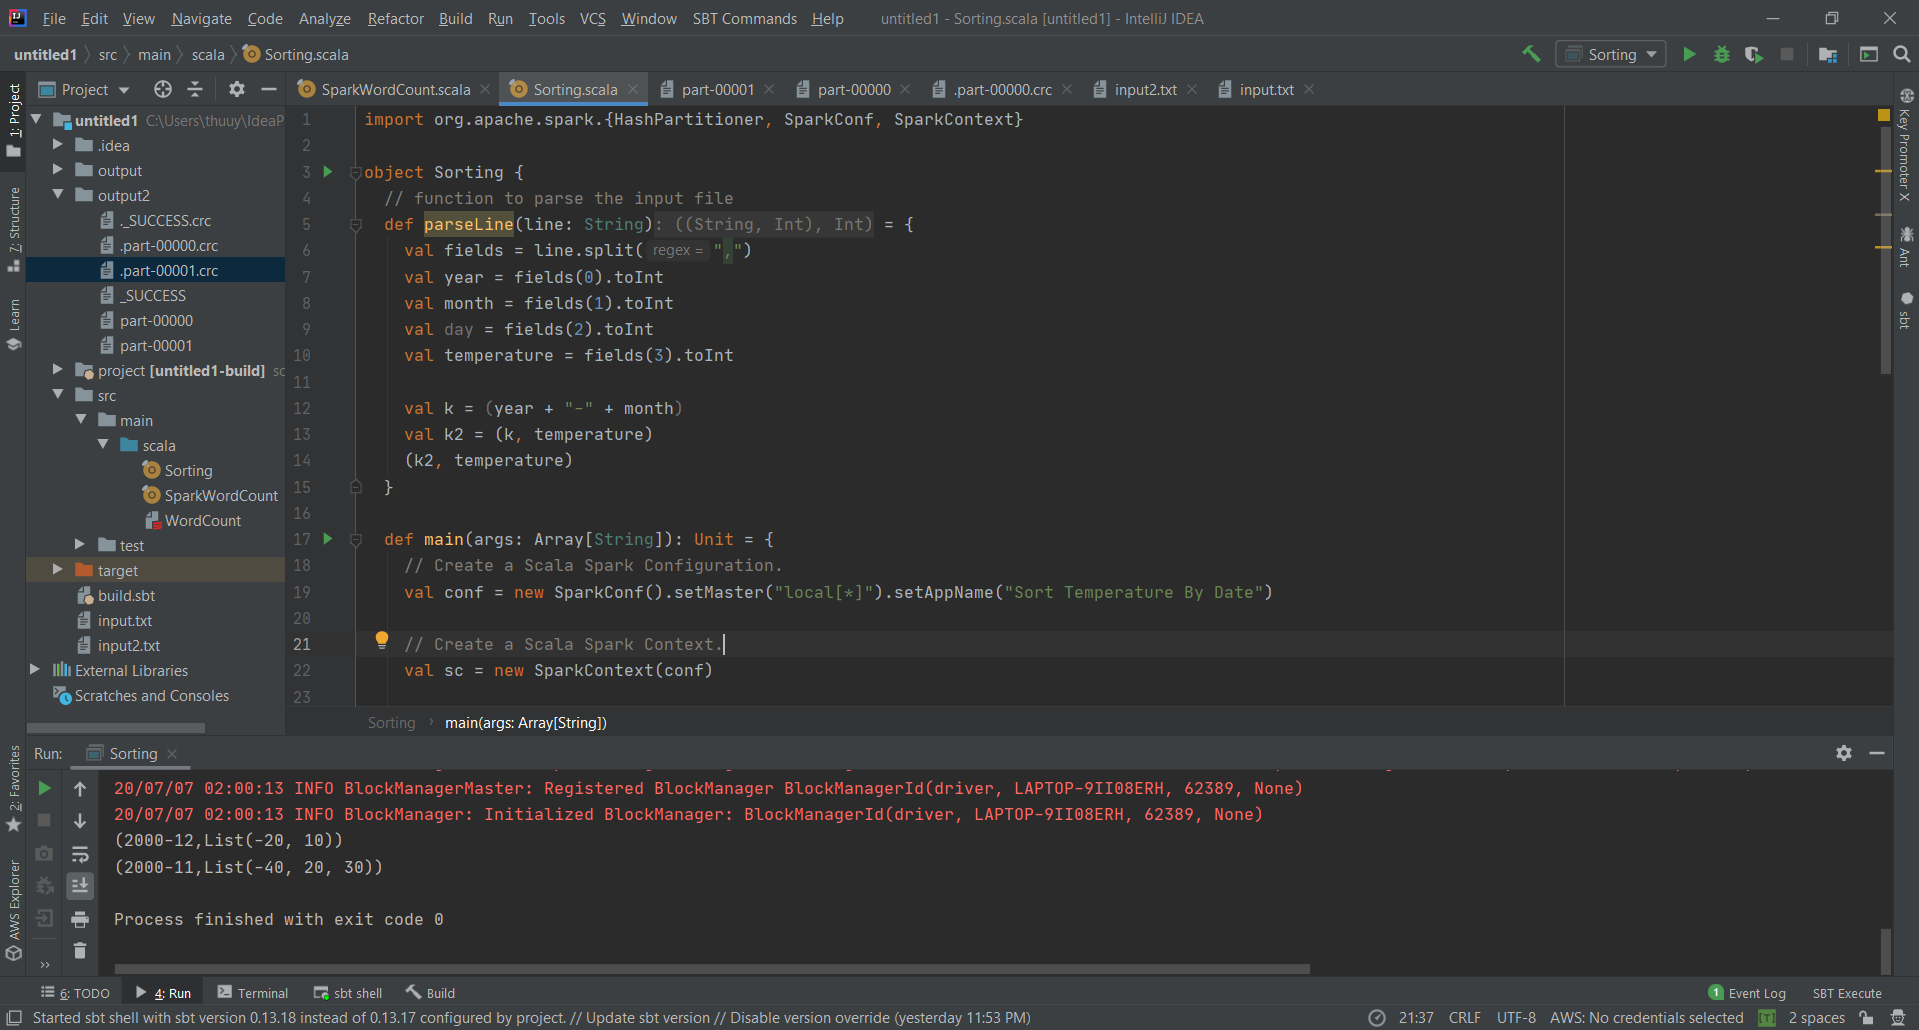 File Edit View Navigate Code Analyze Refactor Build Run Tools VCS Window SBT Commands Help untitled1 - Sorting.scala [untitled1] - IntelliJ IDEA
untitled1 src main scala Sorting.scala Sorting
Project SparkWordCount.scala Sorting.scala part-00001 part-00000 .part-00000.crc input2.txt input.txt
1: Project
7: Structure
Learn
2: Favorites
AWS Explorer
untitled1 C:\Users\thuuy\IdeaP
.idea
output
output2
._SUCCESS.crc
.part-00000.crc
.part-00001.crc
_SUCCESS
part-00000
part-00001
project [untitled1-build] sc
src
main
scala
Sorting
SparkWordCount
WordCount
test
target
build.sbt
input.txt
input2.txt
External Libraries
Scratches and Consoles
1 import org.apache.spark.{HashPartitioner, SparkConf, SparkContext}
2
3 object Sorting {
4 // function to parse the input file
5 def parseLine(line: String): ((String, Int), Int) = {
6 val fields = line.split( regex = ",")
7 val year = fields(0).toInt
8 val month = fields(1).toInt
9 val day = fields(2).toInt
10 val temperature = fields(3).toInt
11
12 val k = (year + "-" + month)
13 val k2 = (k, temperature)
14 (k2, temperature)
15 }
16
17 def main(args: Array[String]): Unit = {
18 // Create a Scala Spark Configuration.
19 val conf = new SparkConf().setMaster("local[*]").setAppName("Sort Temperature By Date")
20
21 // Create a Scala Spark Context.
22 val sc = new SparkContext(conf)
23
Sorting main(args: Array[String])
Key Promoter X
Ant
sbt
Run: Sorting
20/07/07 02:00:13 INFO BlockManagerMaster: Registered BlockManager BlockManagerId(driver, LAPTOP-9II08ERH, 62389, None)
20/07/07 02:00:13 INFO BlockManager: Initialized BlockManager: BlockManagerId(driver, LAPTOP-9II08ERH, 62389, None)
(2000-12,List(-20, 10))
(2000-11,List(-40, 20, 30))
Process finished with exit code 0
6: TODO 4: Run Terminal sbt shell Build 1 Event Log SBT Execute
Started sbt shell with sbt version 0.13.18 instead of 0.13.17 configured by project. // Update sbt version // Disable version override (yesterday 11:53 PM) 21:37 CRLF UTF-8 AWS: No credentials selected [T] 2 spaces